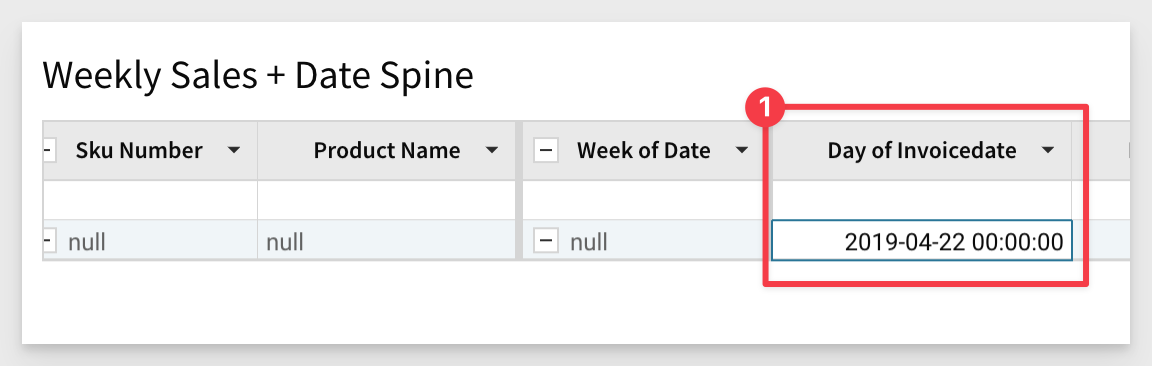 Weekly Sales + Date Spine
1
Sku Number Product Name Week of Date Day of Invoicedate
null null null 2019-04-22 00:00:00